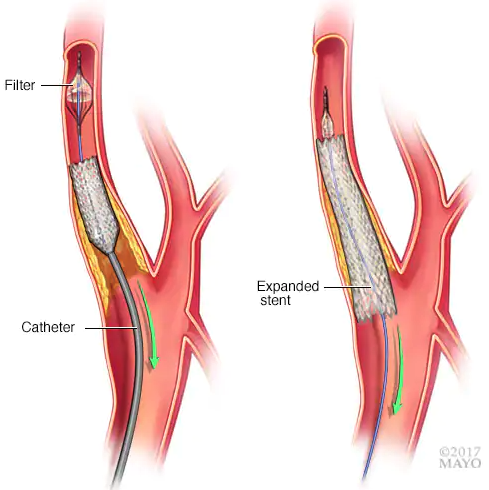 Filter
Expanded
stent
Catheter
©2017
MAYO